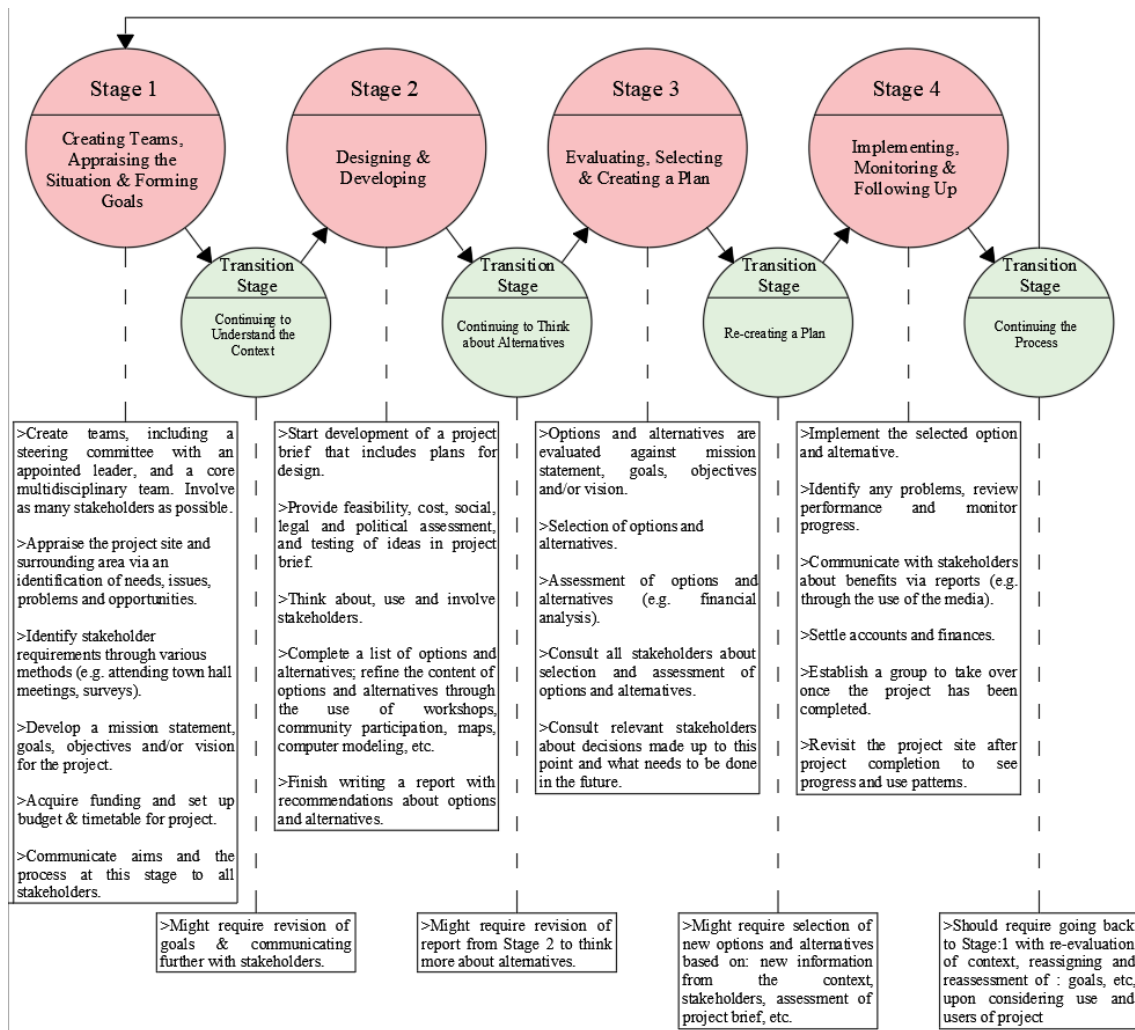 Stage 1
Creating Teams,
Appraising the
Situation & Forming
Goals
Stage 2
Designing &
Developing
Stage 3
Evaluating, Selecting
& Creating a Plan
Stage 4
Implementing,
Monitoring &
Following Up
Transition
Stage
Continuing to
Understand the
Context
Transition
Stage
Continuing to Think
about Alternatives
Transition
Stage
Re-creating a Plan
Transition
Stage
Continuing the
Process
>Create teams, including a
steering committee with an
appointed leader, and a core
multidisciplinary team. Involve
as many stakeholders as possible.
>Appraise the project site and
surrounding area via an
identification of needs, issues,
problems and opportunities.
>Identify stakeholder
requirements through various
methods (e.g. attending town hall
meetings, surveys).
>Develop a mission statement,
goals, objectives and/or vision
for the project.
>Acquire funding and set up
budget & timetable for project.
>Communicate aims and the
process at this stage to all
stakeholders.
>Start development of a project
brief that includes plans for
design.
>Provide feasibility, cost, social,
legal and political assessment,
and testing of ideas in project
brief.
>Think about, use and involve
stakeholders.
>Complete a list of options and
alternatives; refine the content of
options and alternatives through
the use of workshops,
community participation, maps,
computer modeling, etc.
>Finish writing a report with
recommendations about options
and alternatives.
>Options and alternatives are
evaluated against mission
statement, goals, objectives
and/or vision.
>Selection of options and
alternatives.
>Assessment of options and
alternatives (e.g. financial
analysis).
>Consult all stakeholders about
selection and assessment of
options and alternatives.
>Consult relevant stakeholders
about decisions made up to this
point and what needs to be done
in the future.
>Implement the selected option
and alternative.
>Identify any problems, review
performance and monitor
progress.
>Communicate with stakeholders
about benefits via reports (e.g.
through the use of the media).
>Settle accounts and finances.
>Establish a group to take over
once the project has been
completed.
>Revisit the project site after
project completion to see
progress and use patterns.
>Might require revision of
goals & communicating
further with stakeholders.
>Might require revision of
report from Stage 2 to think
more about alternatives.
>Might require selection of
new options and alternatives
based on: new information
from the context,
stakeholders, assessment of
project brief, etc.
>Should require going back
to Stage:1 with re-evaluation
of context, reassigning and
reassessment of : goals, etc,
upon considering use and
users of project